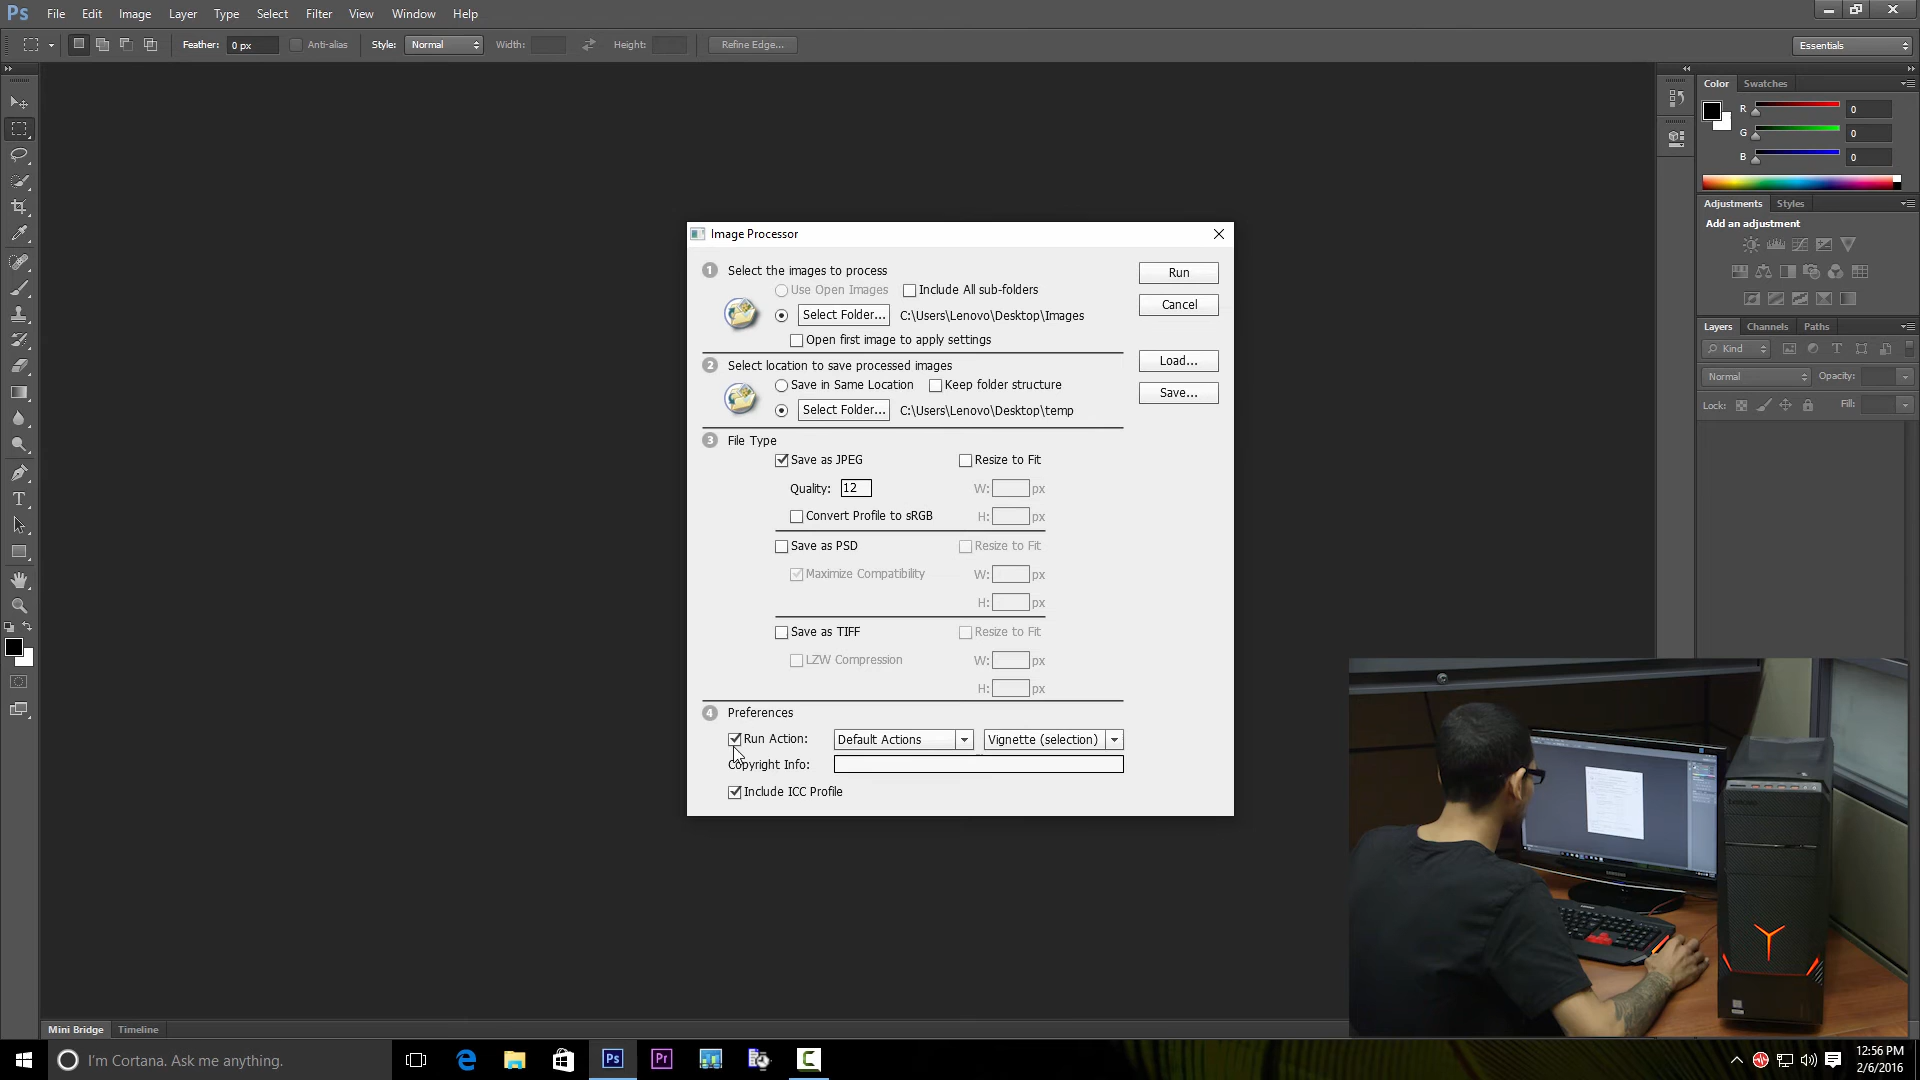 Ps File Edit Image Layer Type Select Filter View Window Help
Feather: 0 px Anti-alias Style: Normal Width: Height: Refine Edge... Essentials
Color Swatches
R 0
G 0
B 0
Adjustments Styles
Add an adjustment
Layers Channels Paths
Kind
Normal Opacity:
Lock: Fill:
Image Processor
1 Select the images to process
Use Open Images Include All sub-folders
Select Folder... C:\Users\Lenovo\Desktop\Images
Open first image to apply settings
Run
Cancel
Load...
Save...
2 Select location to save processed images
Save in Same Location Keep folder structure
Select Folder... C:\Users\Lenovo\Desktop\temp
3 File Type
Save as JPEG Resize to Fit
Quality: 12 W: px
Convert Profile to sRGB H: px
Save as PSD Resize to Fit
Maximize Compatibility W: px
H: px
Save as TIFF Resize to Fit
LZW Compression W: px
H: px
4 Preferences
Run Action: Default Actions Vignette (selection)
Copyright Info:
Include ICC Profile
Mini Bridge Timeline
I'm Cortana. Ask me anything.
Ps Pr
12:56 PM
2/6/2016